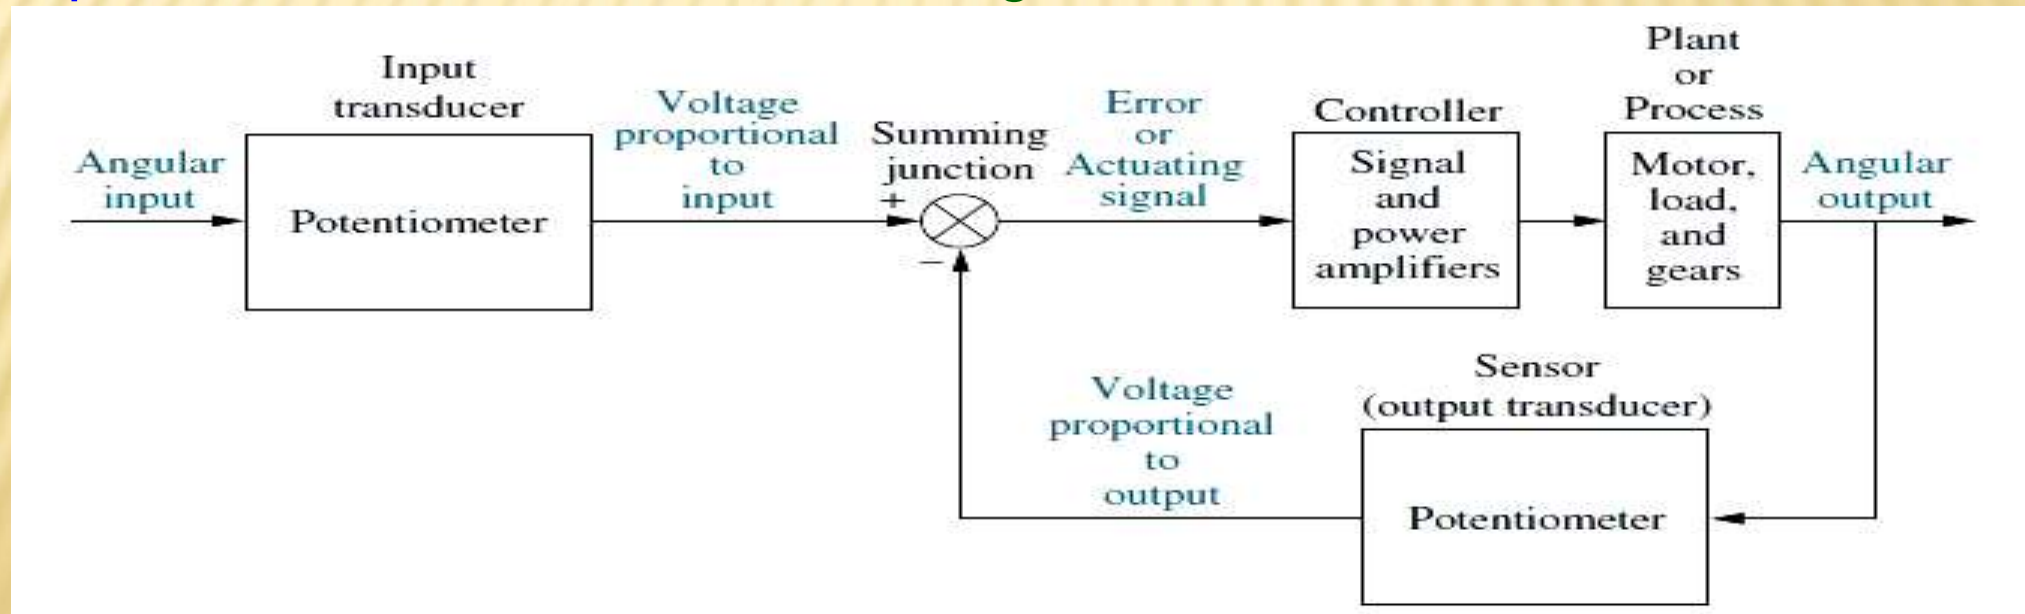 Input
transducer
Angular
input
Potentiometer
Voltage
proportional
to
input
Summing
junction
+
−
Error
or
Actuating
signal
Controller
Signal
and
power
amplifiers
Plant
or
Process
Motor,
load,
and
gears
Angular
output
Sensor
(output transducer)
Potentiometer
Voltage
proportional
to
output